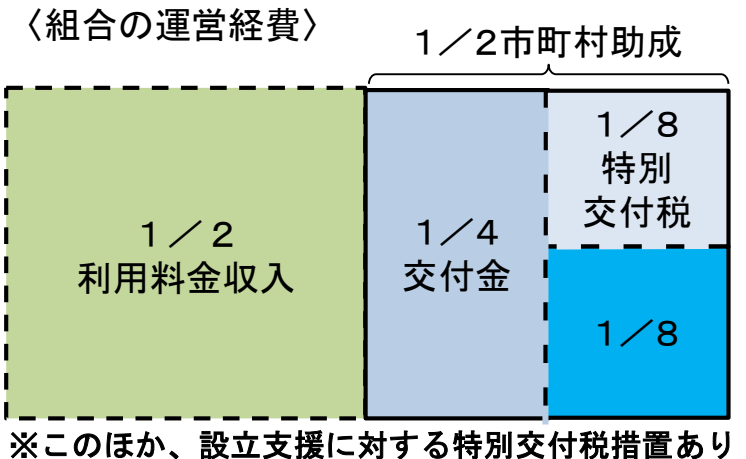 〈組合の運営経費〉
1／2市町村助成
1／2
利用料金収入
1／4
交付金
1／8
特別
交付税
1／8
※このほか、設立支援に対する特別交付税措置あり